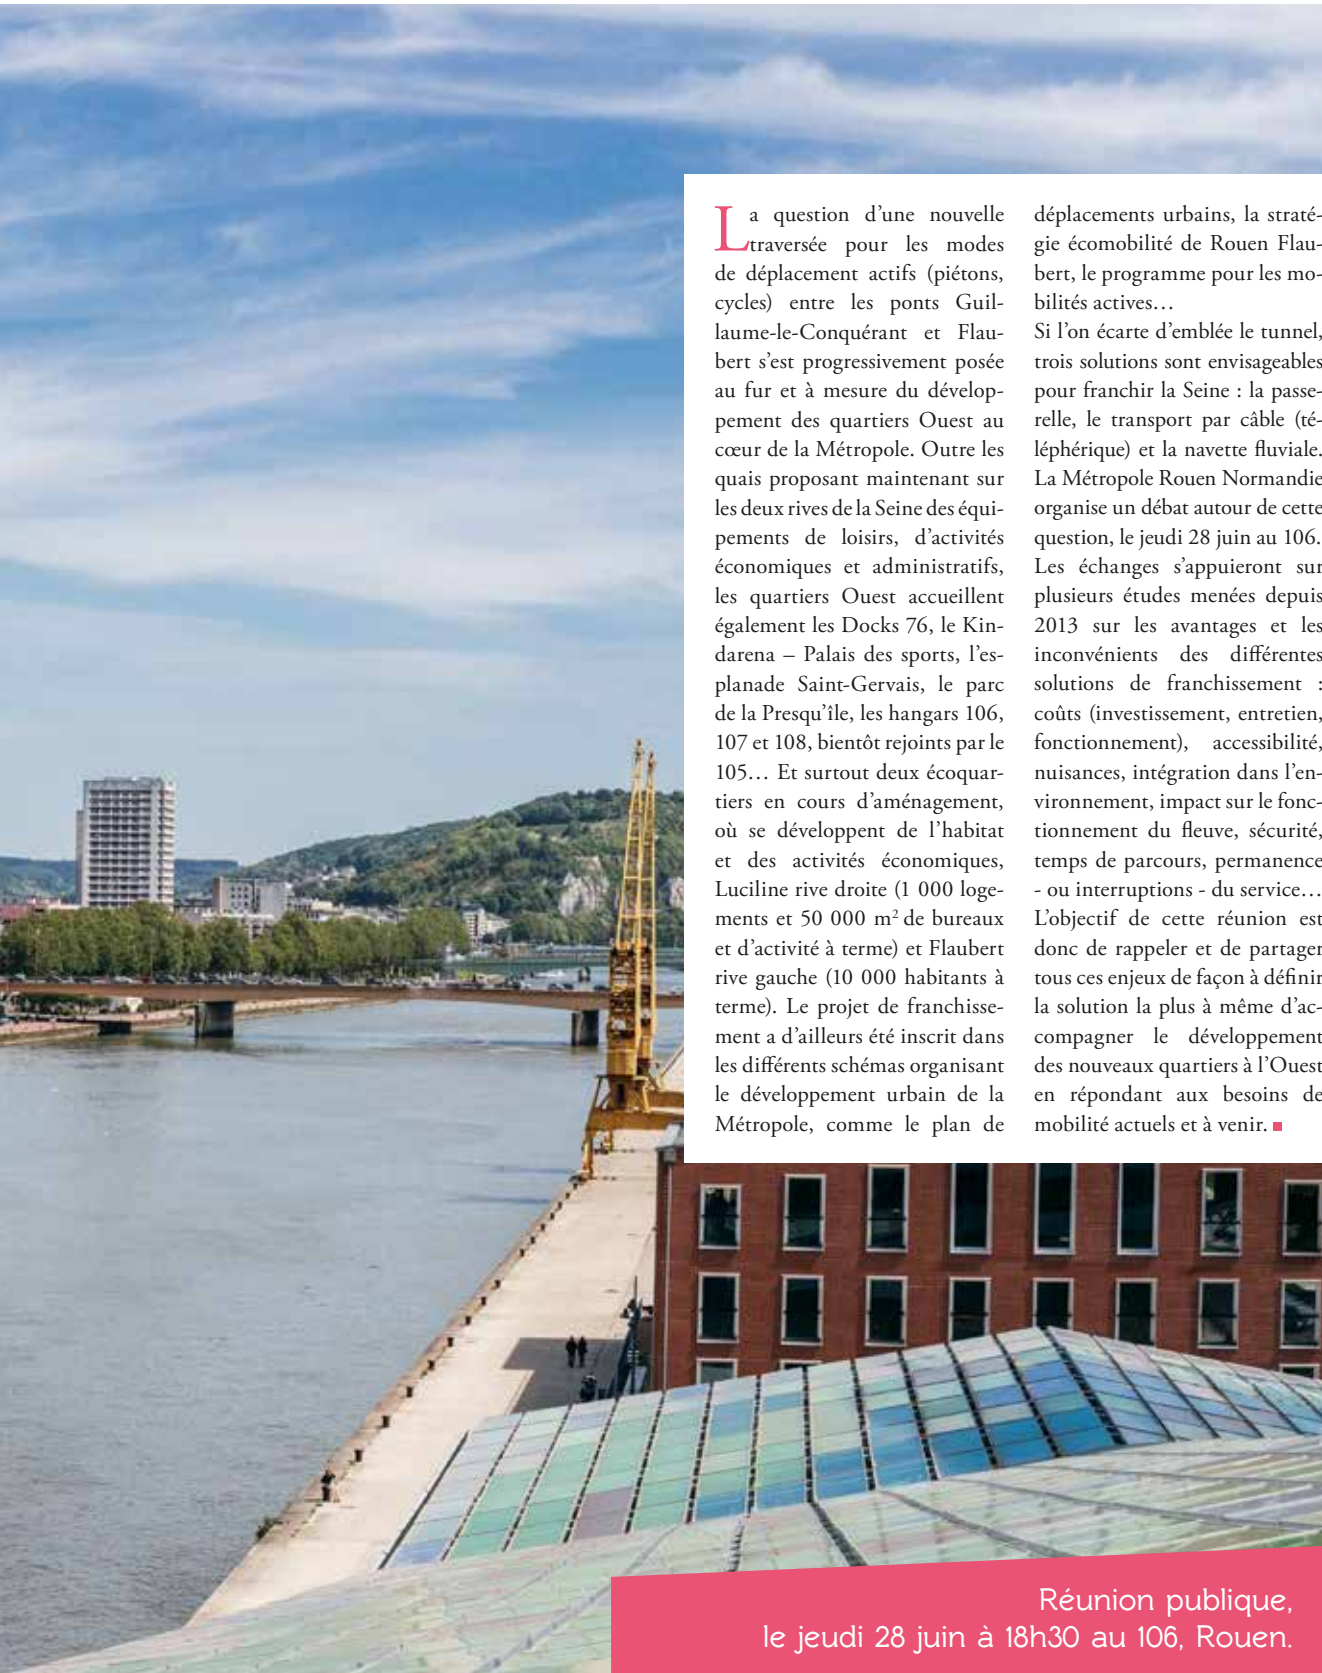 La question d’une nouvelle
traversée pour les modes
de déplacement actifs (piétons,
cycles) entre les ponts Guil-
laume-le-Conquérant et Flau-
bert s’est progressivement posée
au fur et à mesure du dévelop-
pement des quartiers Ouest au
cœur de la Métropole. Outre les
quais proposant maintenant sur
les deux rives de la Seine des équi-
pements de loisirs, d’activités
économiques et administratifs,
les quartiers Ouest accueillent
également les Docks 76, le Kin-
darena – Palais des sports, l’es-
planade Saint-Gervais, le parc
de la Presqu’île, les hangars 106,
107 et 108, bientôt rejoints par le
105… Et surtout deux écoquar-
tiers en cours d’aménagement,
où se développent de l’habitat
et des activités économiques,
Luciline rive droite (1 000 loge-
ments et 50 000 m² de bureaux
et d’activité à terme) et Flaubert
rive gauche (10 000 habitants à
terme). Le projet de franchisse-
ment a d’ailleurs été inscrit dans
les différents schémas organisant
le développement urbain de la
Métropole, comme le plan de
déplacements urbains, la straté-
gie écomobilité de Rouen Flau-
bert, le programme pour les mo-
bilités actives…
Si l’on écarte d’emblée le tunnel,
trois solutions sont envisageables
pour franchir la Seine : la passe-
relle, le transport par câble (té-
léphérique) et la navette fluviale.
La Métropole Rouen Normandie
organise un débat autour de cette
question, le jeudi 28 juin au 106.
Les échanges s’appuieront sur
plusieurs études menées depuis
2013 sur les avantages et les
inconvénients des différentes
solutions de franchissement :
coûts (investissement, entretien,
fonctionnement), accessibilité,
nuisances, intégration dans l’en-
vironnement, impact sur le fonc-
tionnement du fleuve, sécurité,
temps de parcours, permanence
- ou interruptions - du service…
L’objectif de cette réunion est
donc de rappeler et de partager
tous ces enjeux de façon à définir
la solution la plus à même d’ac-
compagner le développement
des nouveaux quartiers à l’Ouest
en répondant aux besoins de
mobilité actuels et à venir.
Réunion publique,
le jeudi 28 juin à 18h30 au 106, Rouen.